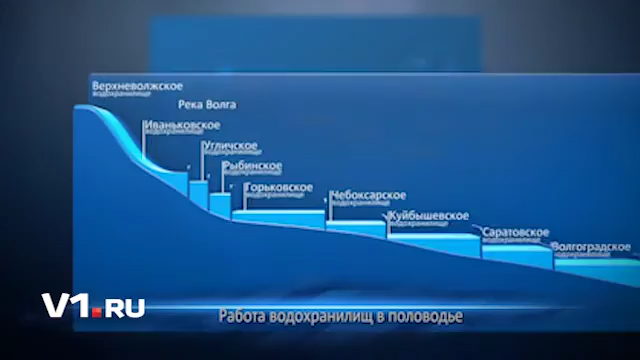 Верхневолжское
водохранилище
Река Волга
Иваньковское
водохранилище
Угличское
водохранилище
Рыбинское
водохранилище
Горьковское
водохранилище
Чебоксарское
водохранилище
Куйбышевское
водохранилище
Саратовское
водохранилище
Волгоградское
водохранилище
V1.RU
Работа водохранилищ в половодье